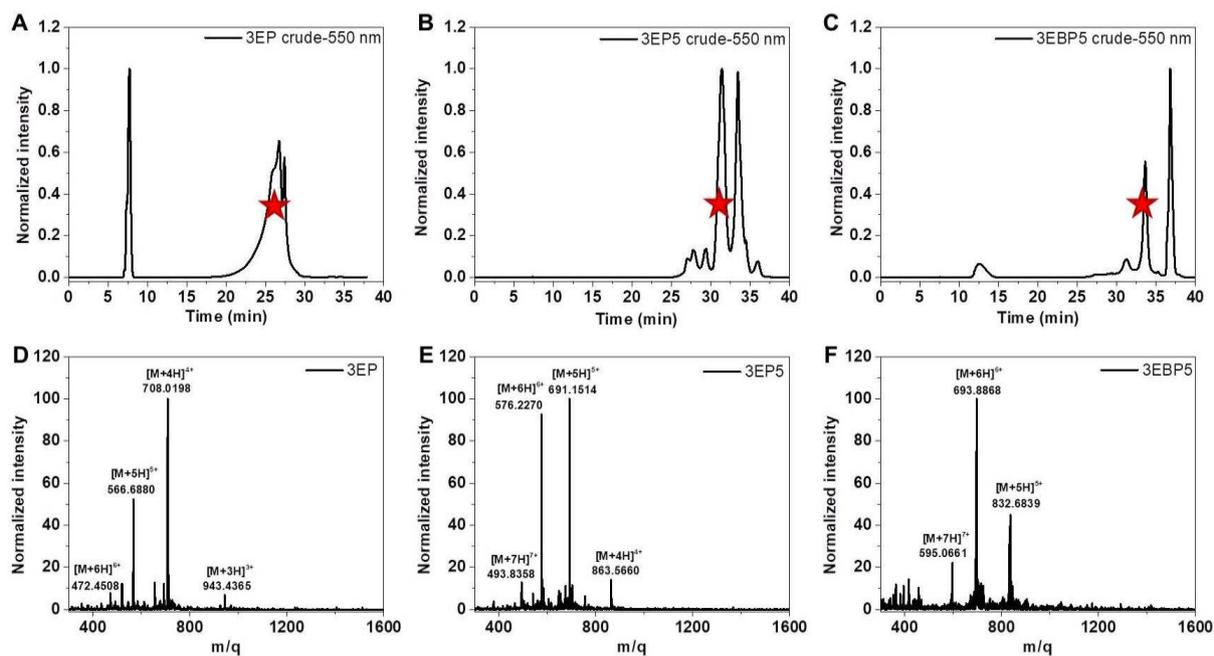 A
3EP crude-550 nm
Normalized intensity
1.2
1.0
0.8
0.6
0.4
0.2
0.0
0 5 10 15 20 25 30 35 40
Time (min)
B
3EP5 crude-550 nm
Normalized intensity
1.2
1.0
0.8
0.6
0.4
0.2
0.0
0 5 10 15 20 25 30 35 40
Time (min)
C
3EBP5 crude-550 nm
Normalized intensity
1.2
1.0
0.8
0.6
0.4
0.2
0.0
0 5 10 15 20 25 30 35 40
Time (min)
D
3EP
Normalized intensity
120
100
80
60
40
20
0
[M+4H]4+
708.0198
[M+5H]5+
566.6880
[M+6H]6+
472.4508
[M+3H]3+
943.4365
400 800 1200 1600
m/q
E
3EP5
Normalized intensity
120
100
80
60
40
20
0
[M+5H]5+
691.1514
[M+6H]6+
576.2270
[M+7H]7+
493.8358
[M+4H]4+
863.5660
400 800 1200 1600
m/q
F
3EBP5
Normalized intensity
120
100
80
60
40
20
0
[M+6H]6+
693.8868
[M+5H]5+
832.6839
[M+7H]7+
595.0661
400 800 1200 1600
m/q